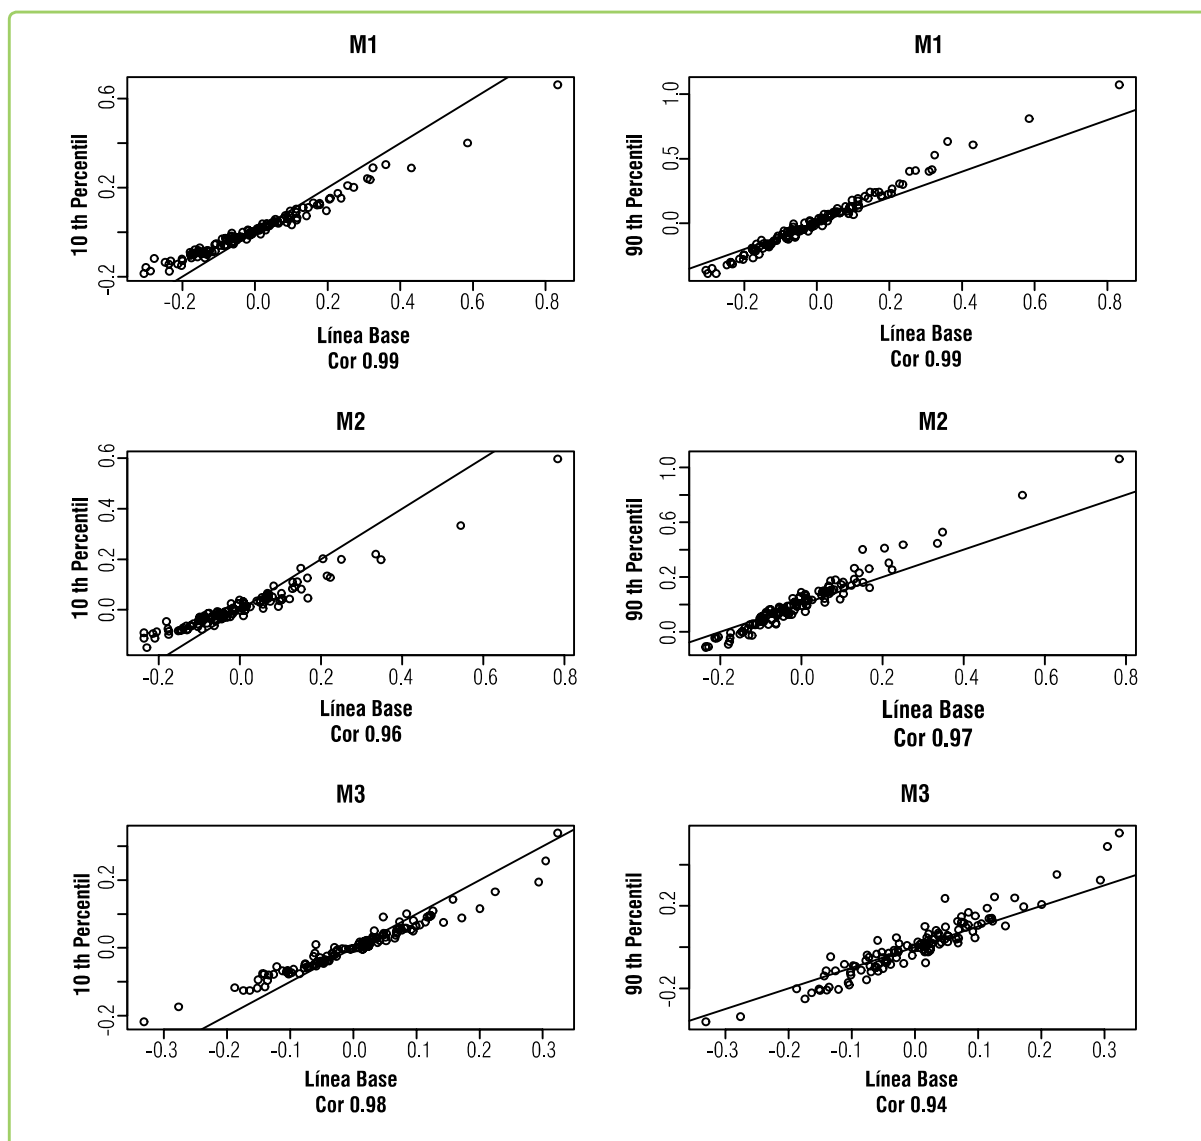 M1
10 th Percentil
0.6
0.2
-0.2
-0.2 0.0 0.2 0.4 0.6 0.8
Línea Base
Cor 0.99
M1
90 th Percentil
1.0
0.5
0.0
-0.2 0.0 0.2 0.4 0.6 0.8
Línea Base
Cor 0.99
M2
10 th Percentil
0.6
0.4
0.2
0.0
-0.2 0.0 0.2 0.4 0.6 0.8
Línea Base
Cor 0.96
M2
90 th Percentil
1.0
0.6
0.2
0.0
-0.2 0.0 0.2 0.4 0.6 0.8
Línea Base
Cor 0.97
M3
10 th Percentil
0.2
0.0
-0.2
-0.3 -0.2 -0.1 0.0 0.1 0.2 0.3
Línea Base
Cor 0.98
M3
90 th Percentil
0.2
-0.2
-0.3 -0.2 -0.1 0.0 0.1 0.2 0.3
Línea Base
Cor 0.94